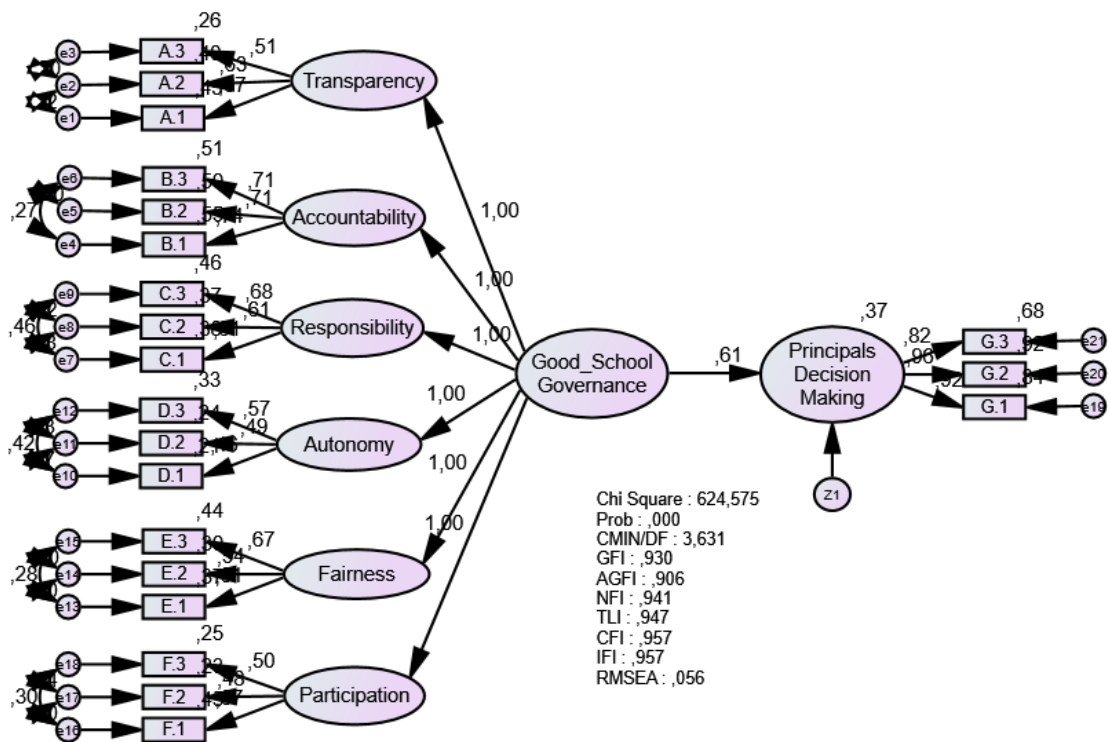 ,26
e3
A.3
,51
Transparency
e2
A.2
e1
A.1
,51
e6
B.3
,71
e5
B.2
,71
Accountability
,27
e4
B.1
,46
e9
C.3
,68
,46
e8
C.2
,61
Responsibility
e7
C.1
,33
e12
D.3
,57
,42
e11
D.2
,49
Autonomy
e10
D.1
,44
e15
E.3
,67
,28
e14
E.2
Fairness
e13
E.1
,25
e18
F.3
,50
,30
e17
F.2
Participation
e16
F.1
1,00
1,00
1,00
1,00
1,00
1,00
Good_School
Governance
,61
,37
Principals
Decision
Making
Z1
,82
,96
,68
G.3
e21
G.2
e20
G.1
e19
Chi Square : 624,575
Prob : ,000
CMIN/DF : 3,631
GFI : ,930
AGFI : ,906
NFI : ,941
TLI : ,947
CFI : ,957
IFI : ,957
RMSEA : ,056